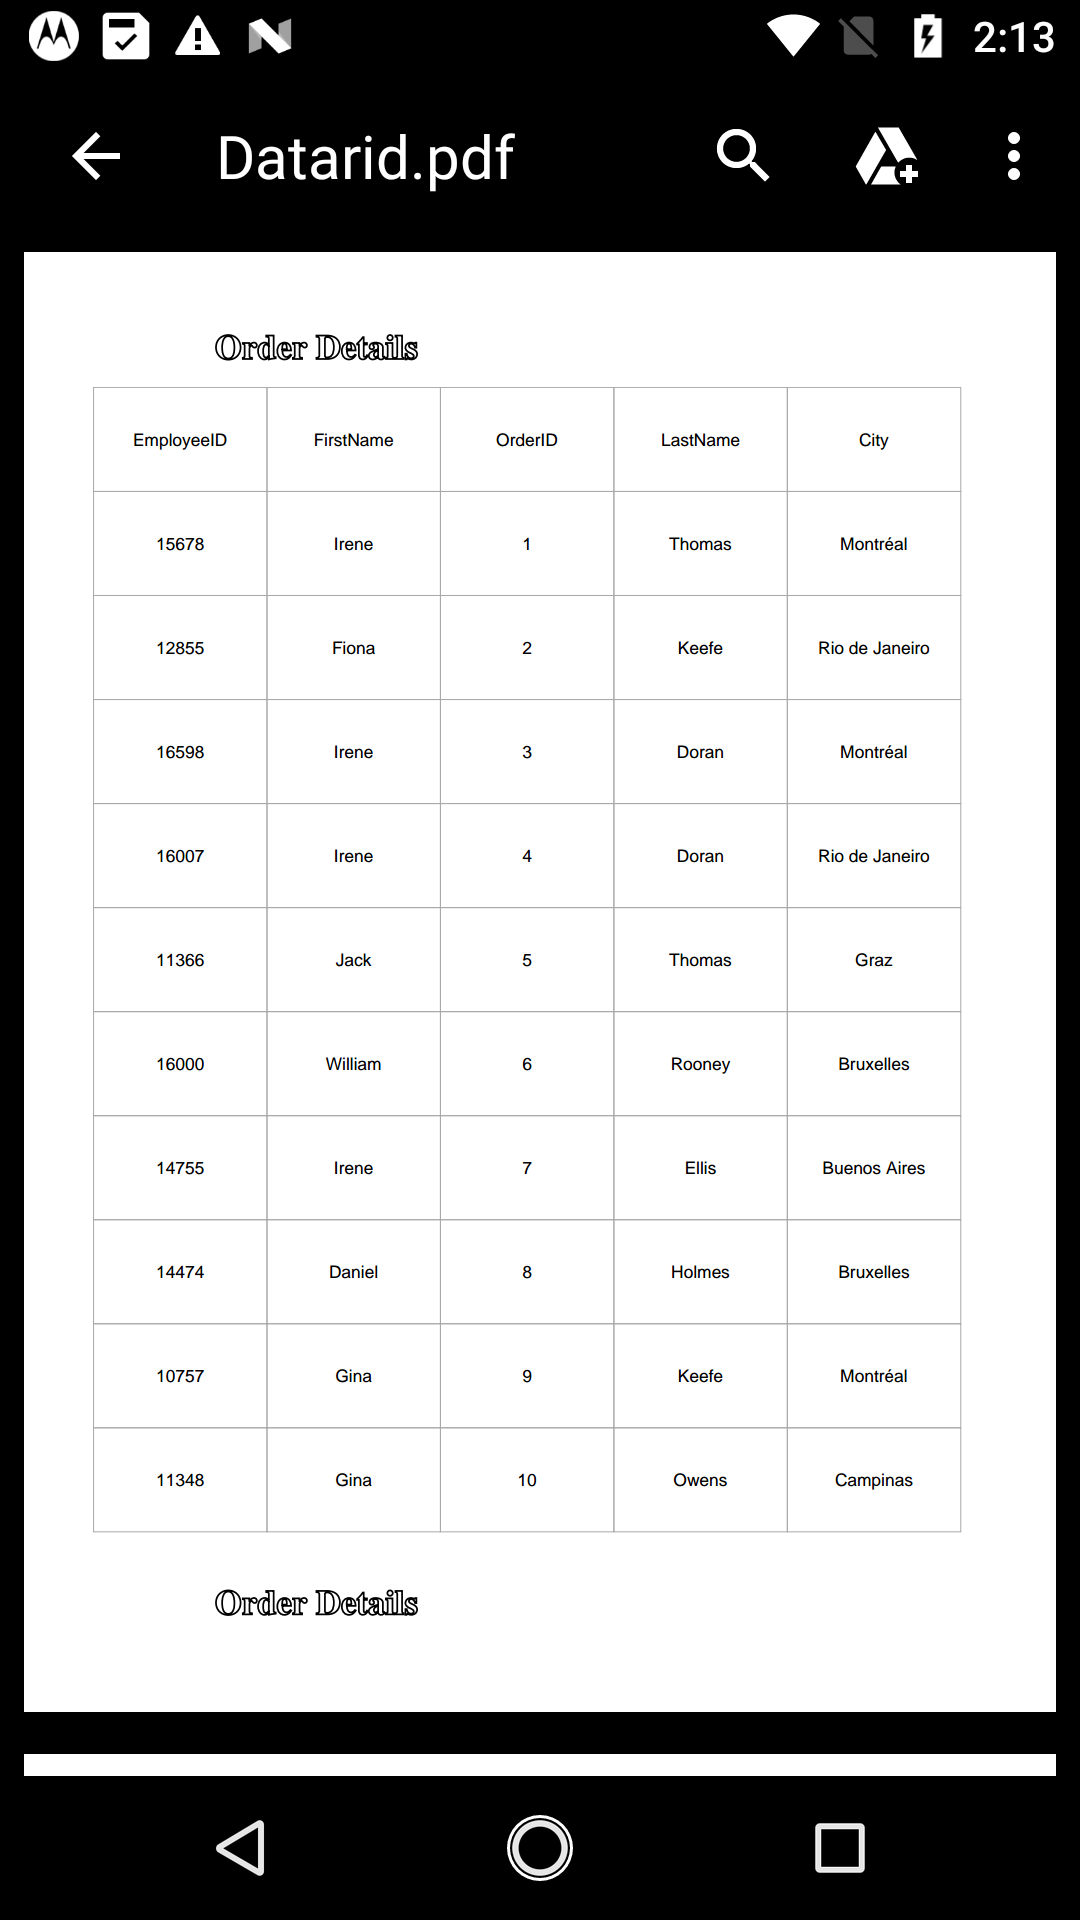 2:13
Datarid.pdf
Order Details
EmployeeID FirstName OrderID LastName City
15678 Irene 1 Thomas Montréal
12855 Fiona 2 Keefe Rio de Janeiro
16598 Irene 3 Doran Montréal
16007 Irene 4 Doran Rio de Janeiro
11366 Jack 5 Thomas Graz
16000 William 6 Rooney Bruxelles
14755 Irene 7 Ellis Buenos Aires
14474 Daniel 8 Holmes Bruxelles
10757 Gina 9 Keefe Montréal
11348 Gina 10 Owens Campinas
Order Details